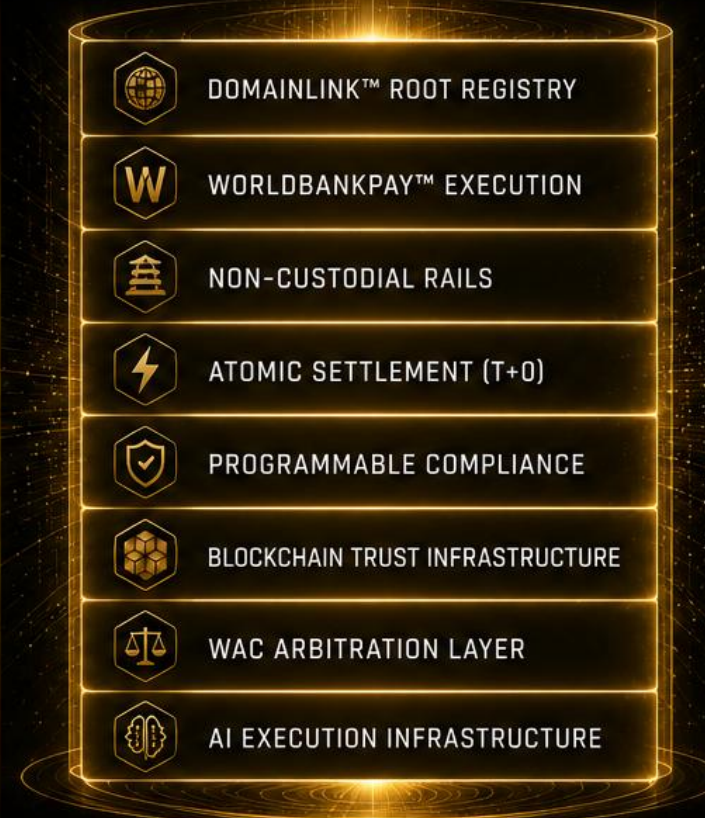 DOMAINLINK™ ROOT REGISTRY
W
WORLDBANKPAY™ EXECUTION
NON-CUSTODIAL RAILS
ATOMIC SETTLEMENT (T+0)
PROGRAMMABLE COMPLIANCE
BLOCKCHAIN TRUST INFRASTRUCTURE
WAC ARBITRATION LAYER
AI EXECUTION INFRASTRUCTURE